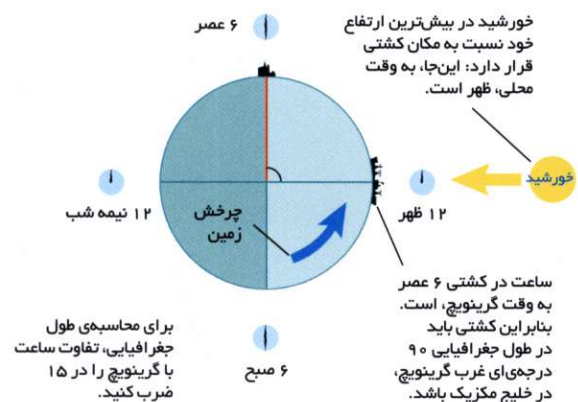 خورشید در بیش‌ترین ارتفاع
خود نسبت به مکان کشتی
قرار دارد: این‌جا، به وقت
محلی، ظهر است.
۶ عصر
خورشید
۱۲ ظهر
۱۲ نیمه شب
چرخش
زمین
۶ صبح
ساعت در کشتی ۶ عصر
به وقت گرینویچ، است.
بنابراین کشتی باید
در طول جغرافیایی ۹۰
درجه‌ی‌ای غرب گرینویچ،
در خلیج مکزیک باشد.
برای محاسبه‌ی طول
جغرافیایی، تفاوت ساعت
با گرینویچ را در ۱۵
ضرب کنید.